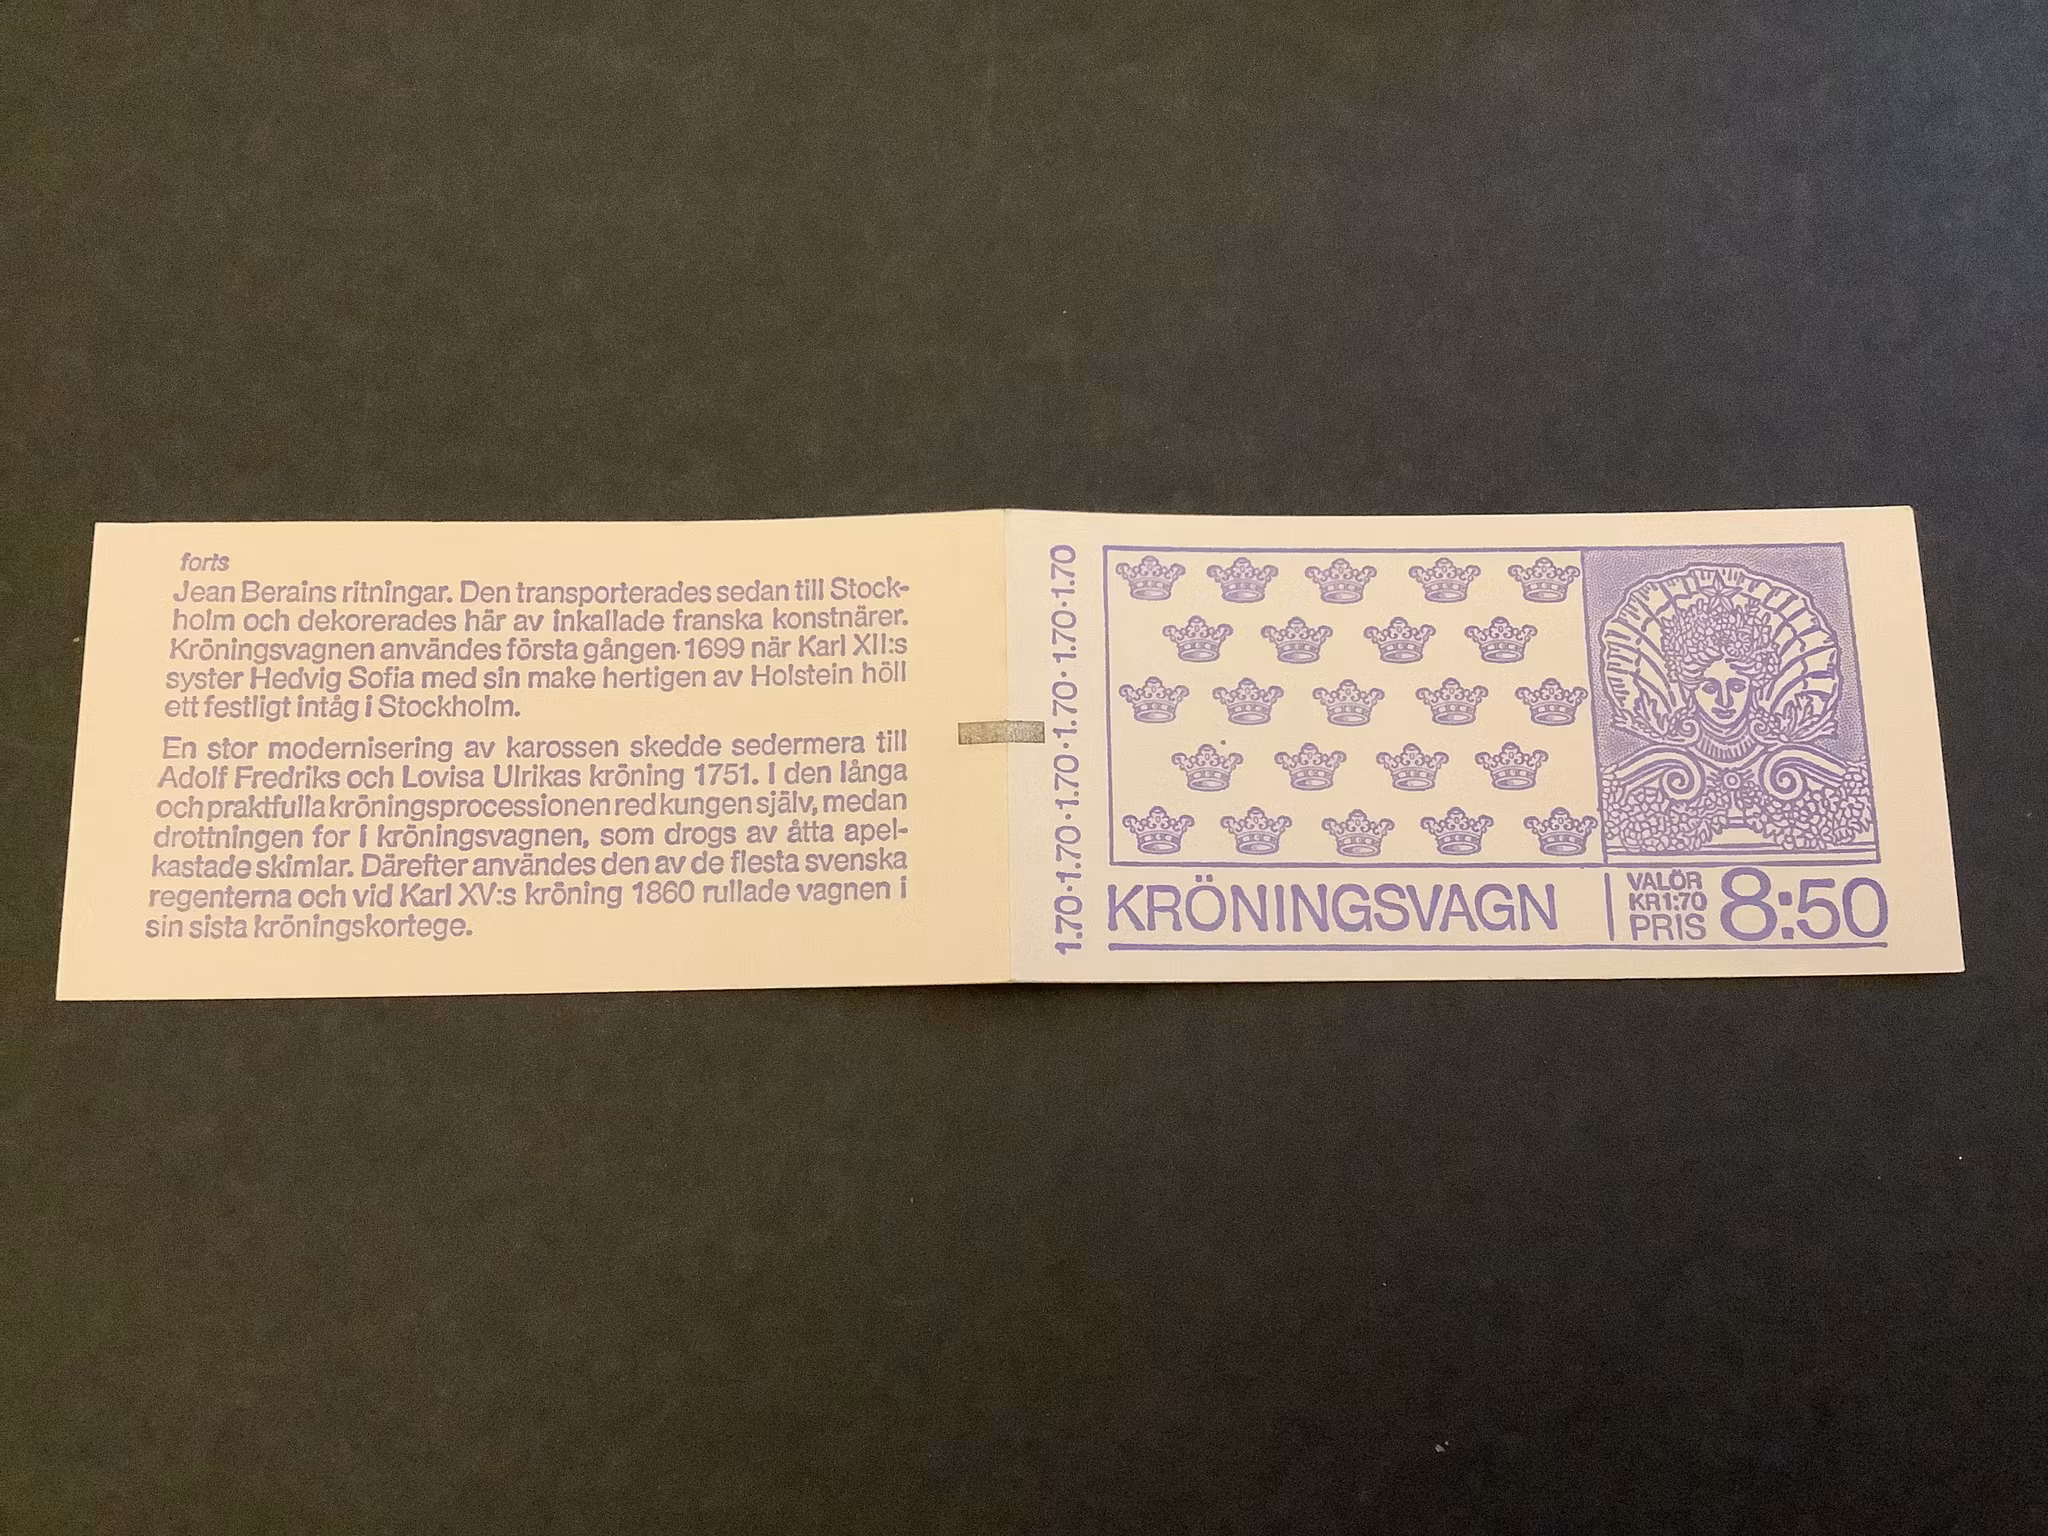 forts
Jean Berains ritningar. Den transporterades sedan till Stock-
holm och dekorerades här av inkallade franska konstnärer.
Kröningsvagnen användes första gången 1699 när Karl XII:s
syster Hedvig Sofia med sin make hertigen av Holstein höll
ett festligt intåg i Stockholm.
En stor modernisering av karossen skedde sedermera till
Adolf Fredriks och Lovisa Ulrikas kröning 1751. I den långa
och praktfulla kröningsprocessionen red kungen själv, medan
drottningen for i kröningsvagnen, som drogs av åtta apel-
kastade skimlar. Därefter användes den av de flesta svenska
regenterna och vid Karl XV:s kröning 1860 rullade vagnen i
sin sista kröningskortege.
1.70·1.70·1.70·1.70·1.70·1.70
KRÖNINGSVAGN
VALÖR
KR1:70
PRIS 8:50